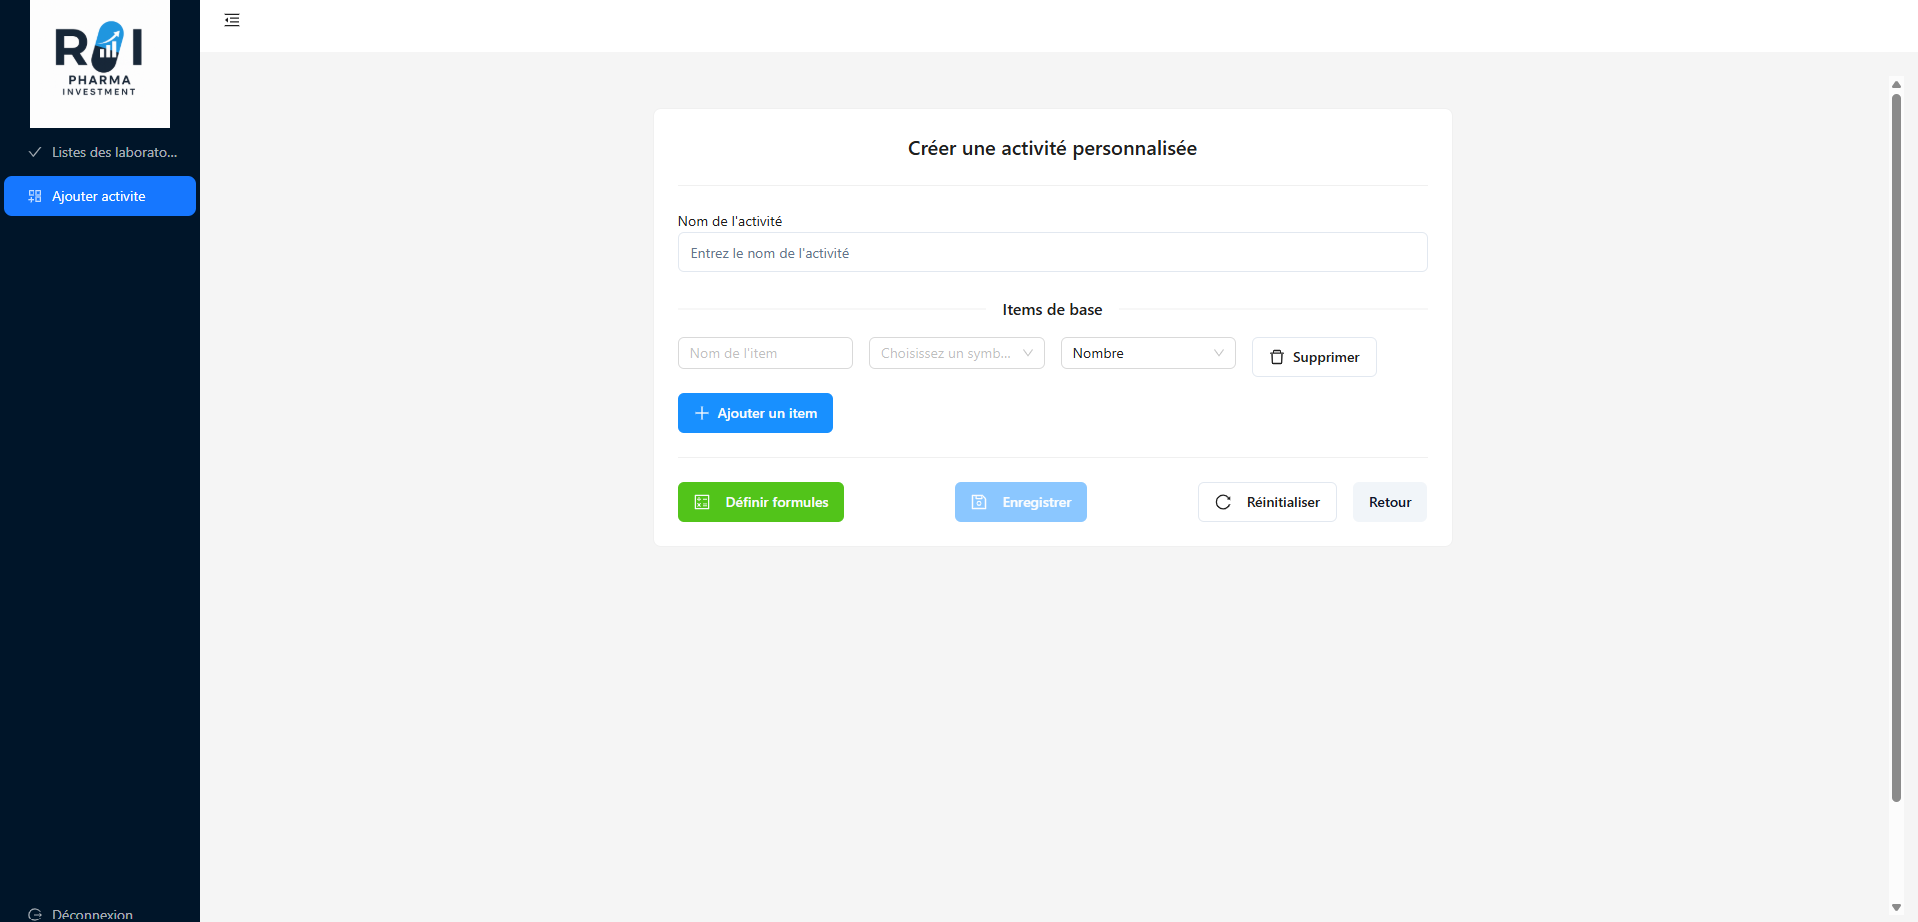 ROI
PHARMA
INVESTMENT
Listes des laborato...
Ajouter activite
Déconnexion
Créer une activité personnalisée
Nom de l'activité
Entrez le nom de l'activité
Items de base
Nom de l'item
Choisissez un symb...
Nombre
Supprimer
Ajouter un item
Définir formules
Enregistrer
Réinitialiser
Retour